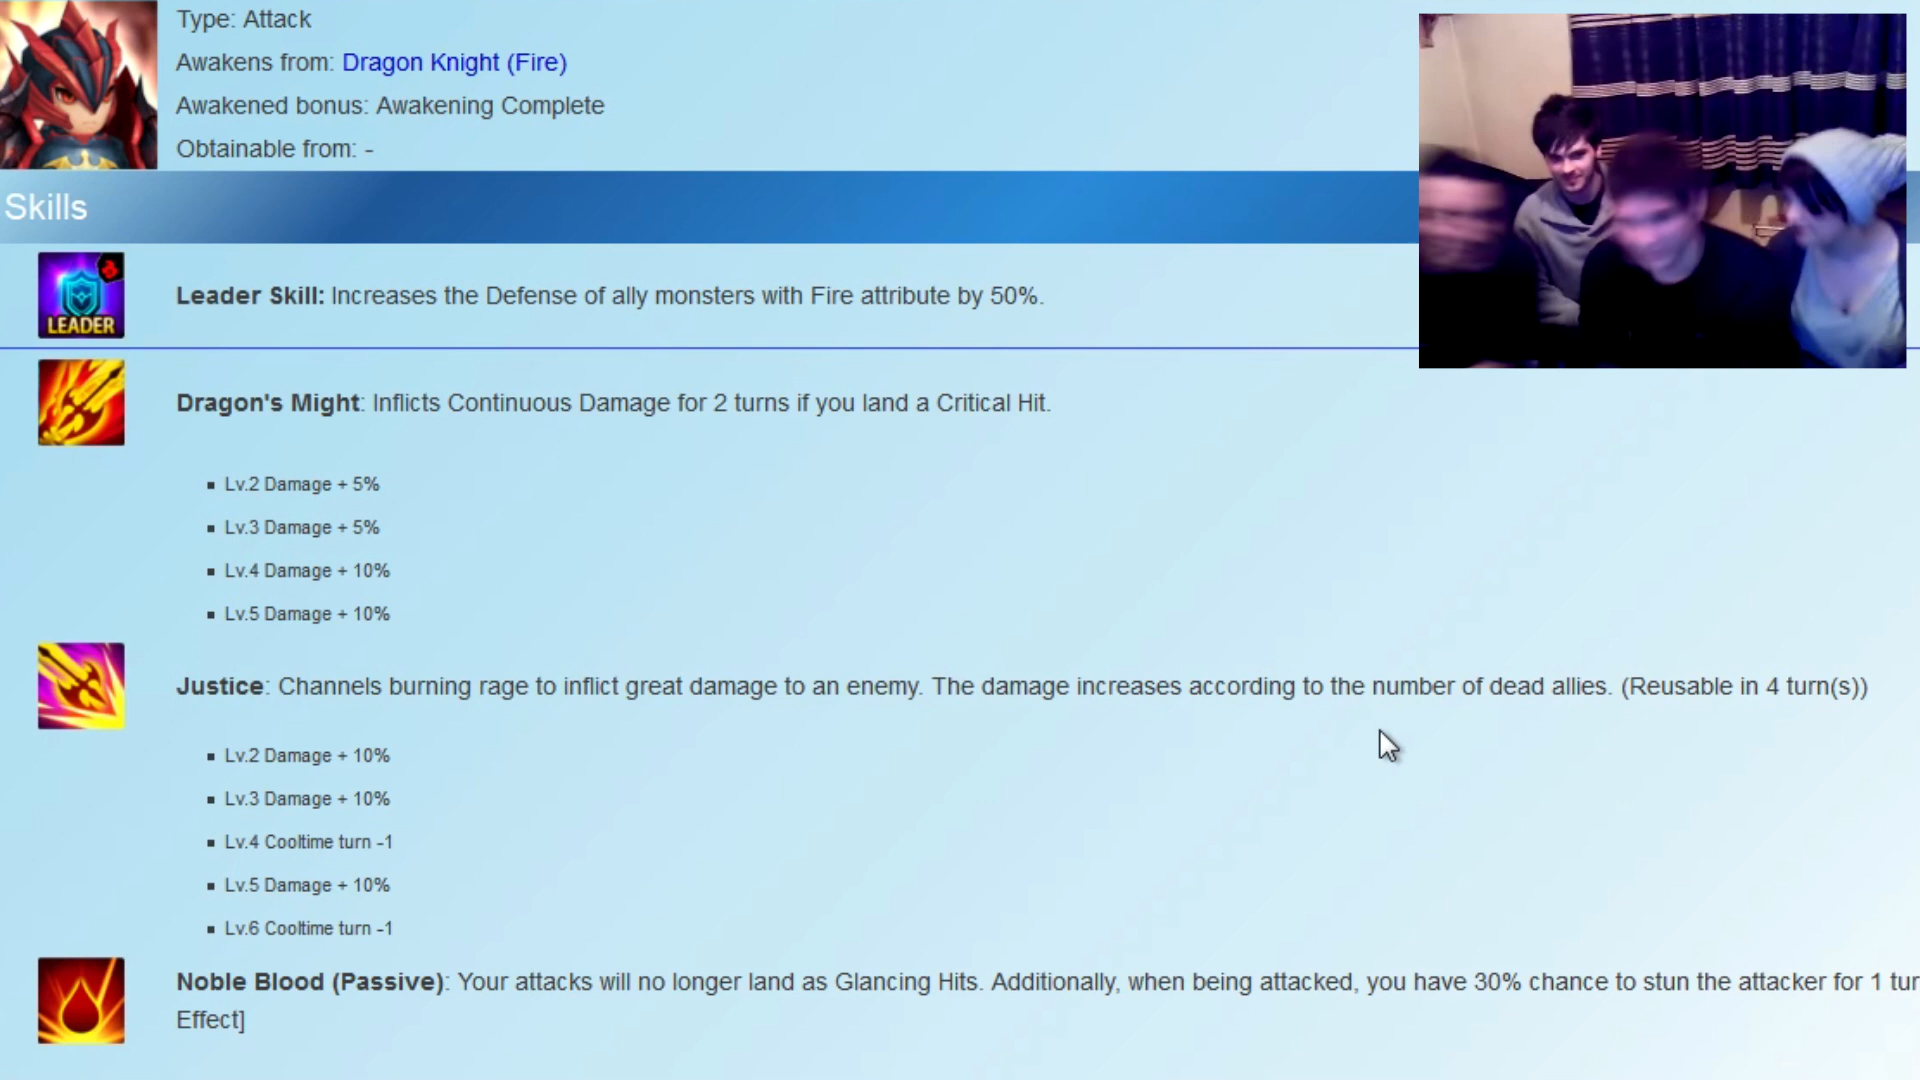 Type: Attack
Awakens from: Dragon Knight (Fire)
Awakened bonus: Awakening Complete
Obtainable from: -
Skills
LEADER
Leader Skill: Increases the Defense of ally monsters with Fire attribute by 50%.
Dragon's Might: Inflicts Continuous Damage for 2 turns if you land a Critical Hit.
Lv.2 Damage + 5%
Lv.3 Damage + 5%
Lv.4 Damage + 10%
Lv.5 Damage + 10%
Justice: Channels burning rage to inflict great damage to an enemy. The damage increases according to the number of dead allies. (Reusable in 4 turn(s))
Lv.2 Damage + 10%
Lv.3 Damage + 10%
Lv.4 Cooltime turn -1
Lv.5 Damage + 10%
Lv.6 Cooltime turn -1
Noble Blood (Passive): Your attacks will no longer land as Glancing Hits. Additionally, when being attacked, you have 30% chance to stun the attacker for 1 tur
Effect]